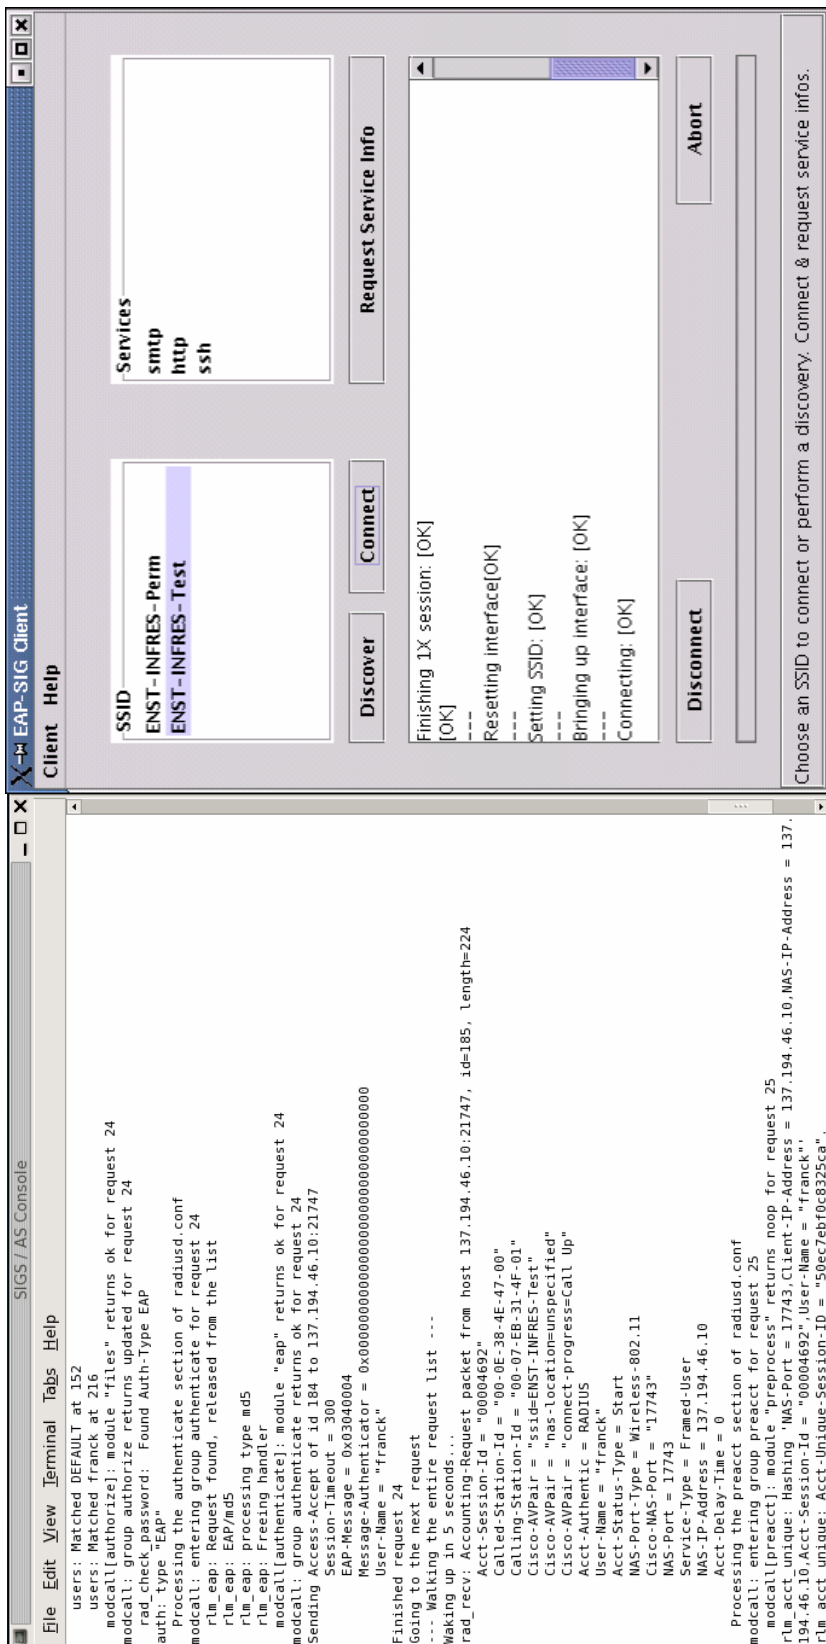 SIGS / AS Console
File Edit View Terminal Tabs Help
users: Matched DEFAULT at 152
users: Matched franck at 216
modcall[authorize]: module "files" returns ok for request 24
modcall: group authorize returns updated for request 24
rad_check_password: Found Auth-Type EAP
auth: type "EAP"
Processing the authenticate section of radiusd.conf
modcall: entering group authenticate for request 24
rlm_eap: Request found, released from the list
rlm_eap: EAP/md5
rlm_eap: processing type md5
rlm_eap: Freeing handler
modcall[authenticate]: module "eap" returns ok for request 24
modcall: group authenticate returns ok for request 24
Sending Access-Accept of id 184 to 137.194.46.10:21747
Session-Timeout = 300
EAP-Message = 0x03040004
Message-Authenticator = 0x00000000000000000000000000000000
User-Name = "franck"
Finished request 24
Going to the next request
--- Walking the entire request list ---
Waking up in 5 seconds...
rad_recv: Accounting-Request packet from host 137.194.46.10:21747, id=185, length=224
Acct-Session-Id = "00004692"
Called-Station-Id = "00-0E-38-4E-47-00"
Calling-Station-Id = "00-07-EB-31-4F-01"
Cisco-AVPair = "ssid=ENST-INFRES-Test"
Cisco-AVPair = "nas-location=unspecified"
Cisco-AVPair = "connect-progress=Call Up"
Acct-Authentic = RADIUS
User-Name = "franck"
Acct-Status-Type = Start
NAS-Port-Type = Wireless-802.11
Cisco-NAS-Port = "17743"
NAS-Port = 17743
Service-Type = Framed-User
NAS-IP-Address = 137.194.46.10
Acct-Delay-Time = 0
Processing the preacct section of radiusd.conf
modcall: entering group preacct for request 25
modcall[preacct]: module "preprocess" returns noop for request 25
rlm_acct_unique: Hashing 'NAS-Port = 17743,Client-IP-Address = 137.194.46.10,NAS-IP-Address = 137.
194.46.10,Acct-Session-Id = "00004692",User-Name = "franck"'
rlm_acct_unique: Acct-Unique-Session-ID = "50ec7ebf0c8325ca".
EAP-SIG Client
Client Help
SSID
ENST-INFRES-Perm
ENST-INFRES-Test
Services
smtp
http
ssh
Discover
Connect
Request Service Info
Finishing 1X session: [OK]
[OK]
---
Resetting interface[OK]
---
Setting SSID: [OK]
---
Bringing up interface: [OK]
---
Connecting: [OK]
Disconnect
Abort
Choose an SSID to connect or perform a discovery. Connect & request service infos.